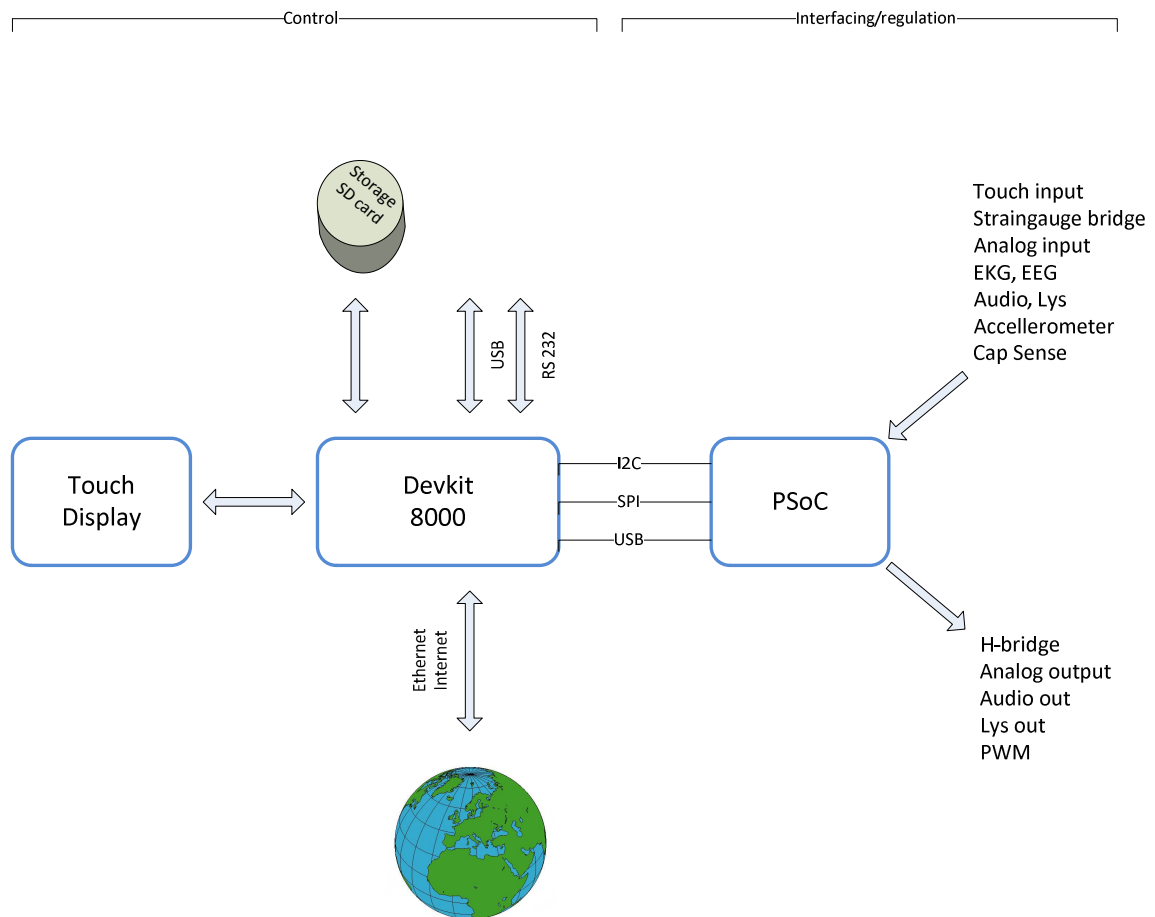 Control
Interfacing/regulation
Storage
SD card
Touch input
Straingauge bridge
Analog input
EKG, EEG
Audio, Lys
Accellerometer
Cap Sense
USB
RS 232
Touch
Display
Devkit
8000
I2C
SPI
USB
PSoC
Ethernet
Internet
H-bridge
Analog output
Audio out
Lys out
PWM